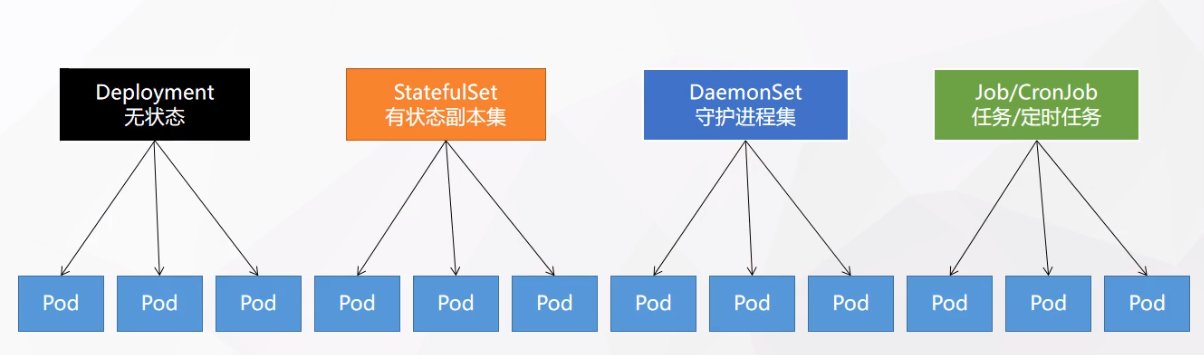 Deployment
无状态
StatefulSet
有状态副本集
DaemonSet
守护进程集
Job/CronJob
任务/定时任务
Pod
Pod
Pod
Pod
Pod
Pod
Pod
Pod
Pod
Pod
Pod
Pod